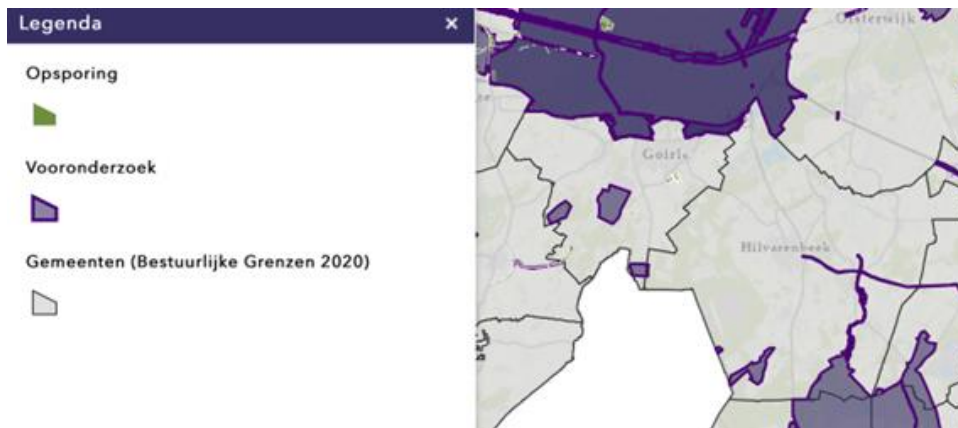 Legenda ×
Opsporing
Vooronderzoek
Gemeenten (Bestuurlijke Grenzen 2020)
Oisterwijk
Goirle
Hilvarenbeek